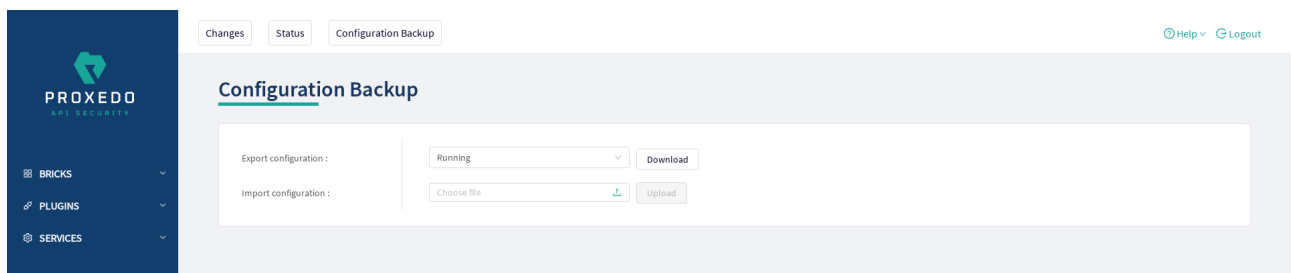 Changes Status Configuration Backup Help Logout
PROXEDO
API SECURITY
Configuration Backup
Export configuration : Running Download
Import configuration : Choose file Upload
BRICKS
PLUGINS
SERVICES